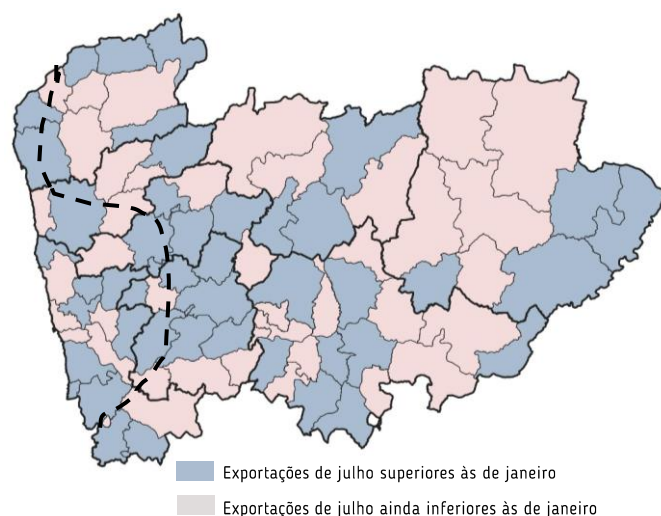 Exportações de julho superiores às de janeiro
Exportações de julho ainda inferiores às de janeiro